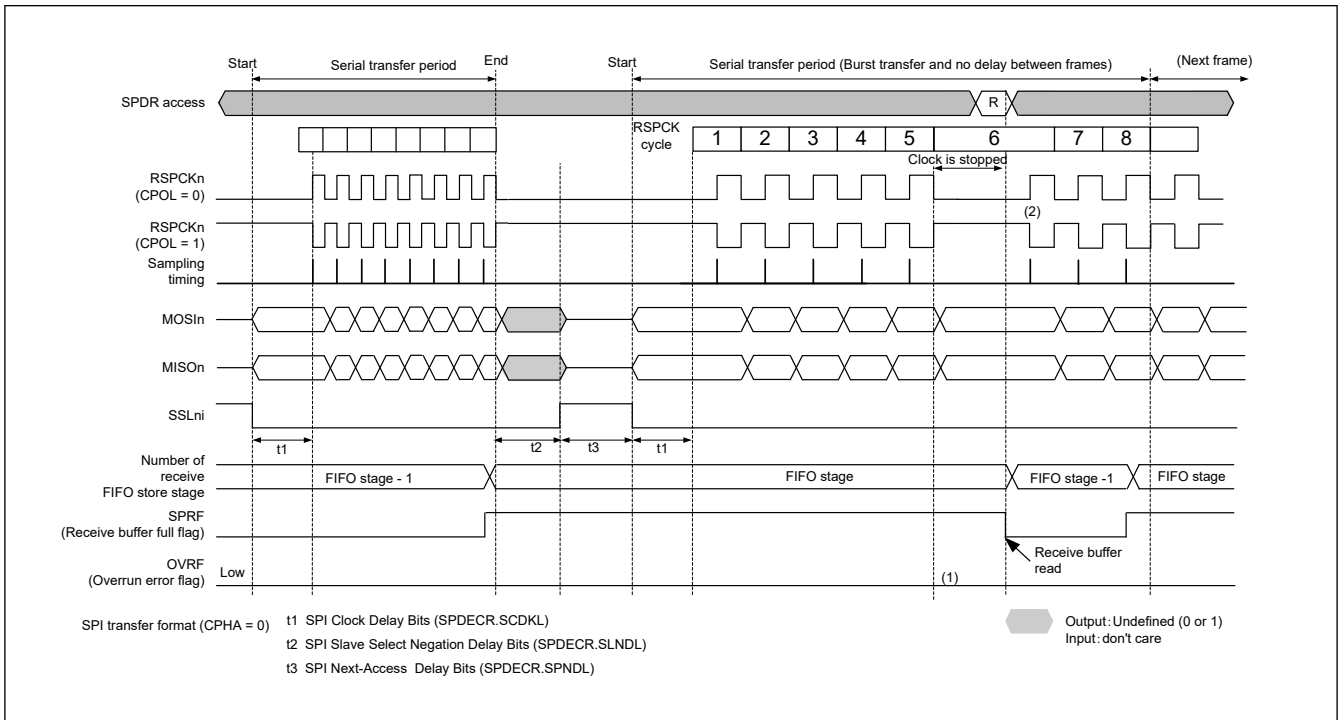 Start
Serial transfer period
End
Start
Serial transfer period (Burst transfer and no delay between frames)
(Next frame)
SPDR access
R
RSPCK
cycle
1 2 3 4 5 6 7 8
Clock is stopped
RSPCKn
(CPOL = 0)
(2)
RSPCKn
(CPOL = 1)
Sampling
timing
MOSIn
MISOn
SSLni
t1 t2 t3 t1
Number of
receive
FIFO store stage
FIFO stage - 1
FIFO stage
FIFO stage -1
FIFO stage
SPRF
(Receive buffer full flag)
Receive buffer
read
OVRF
(Overrun error flag)
Low
(1)
SPI transfer format (CPHA = 0)
t1 SPI Clock Delay Bits (SPDECR.SCDKL)
t2 SPI Slave Select Negation Delay Bits (SPDECR.SLNDL)
t3 SPI Next-Access Delay Bits (SPDECR.SPNDL)
Output: Undefined (0 or 1)
Input: don't care